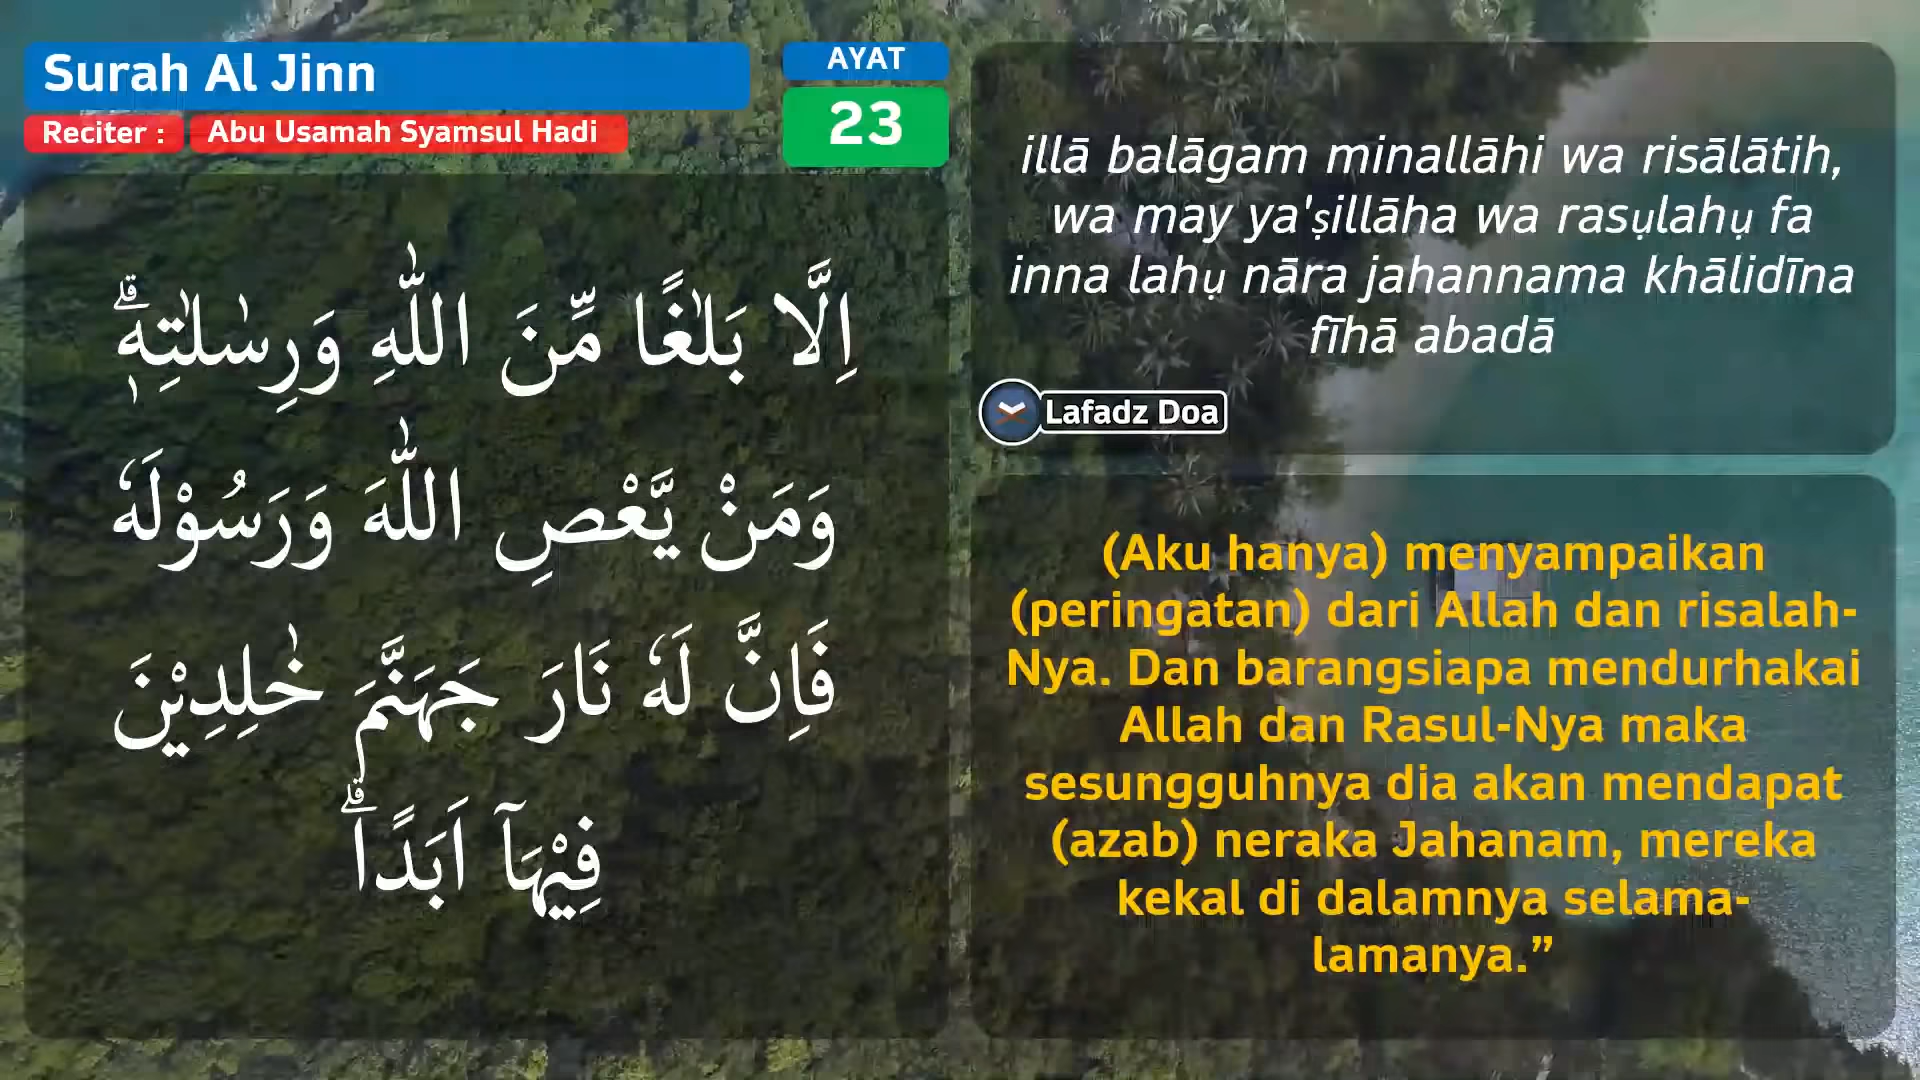 Surah Al Jinn
Reciter :
Abu Usamah Syamsul Hadi
AYAT
23
اِلَّا بَلٰغًا مِّنَ اللّٰهِ وَرِسٰلٰتِهٖۗ
وَمَنْ يَّعْصِ اللّٰهَ وَرَسُوْلَهٗ
فَاِنَّ لَهٗ نَارَ جَهَنَّمَ خٰلِدِيْنَ
فِيْهَآ اَبَدًاۗ
illā balāgam minallāhi wa risālātih,
wa may ya'ṣillāha wa rasụlahụ fa
inna lahụ nāra jahannama khālidīna
fīhā abadā
Lafadz Doa
(Aku hanya) menyampaikan
(peringatan) dari Allah dan risalah-
Nya. Dan barangsiapa mendurhakai
Allah dan Rasul-Nya maka
sesungguhnya dia akan mendapat
(azab) neraka Jahanam, mereka
kekal di dalamnya selama-
lamanya.”